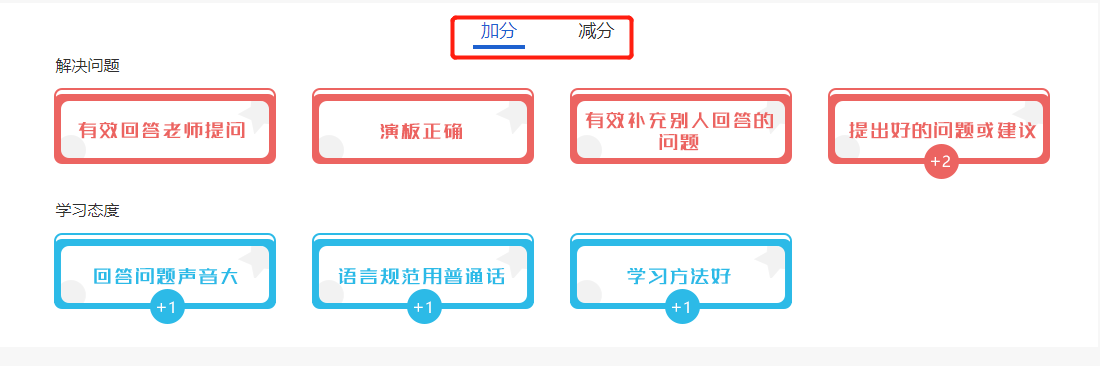 加分 减分
解决问题
有效回答老师提问 演板正确 有效补充别人回答的 提出好的问题或建议
问题
+2
学习态度
回答问题声音大 语言规范用普通话 学习方法好
+1 +1 +1